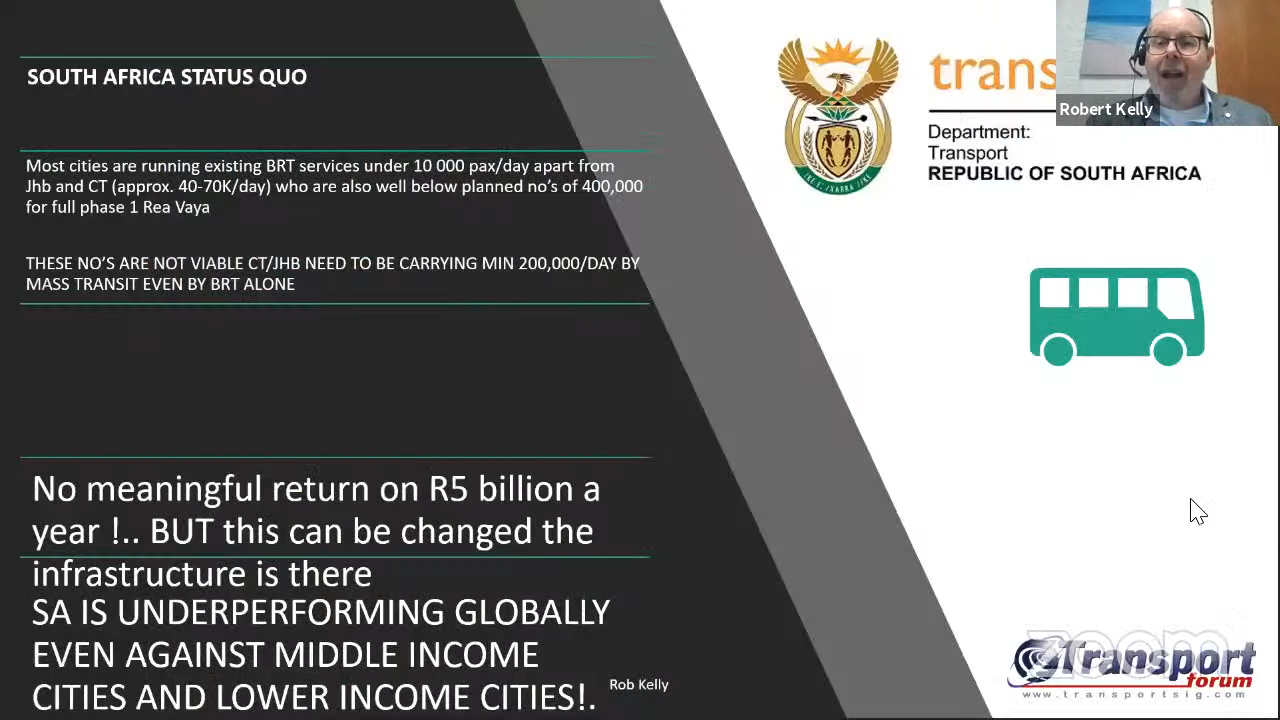 SOUTH AFRICA STATUS QUO
Most cities are running existing BRT services under 10 000 pax/day apart from
Jhb and CT (approx. 40-70K/day) who are also well below planned no's of 400,000
for full phase 1 Rea Vaya
THESE NO'S ARE NOT VIABLE CT/JHB NEED TO BE CARRYING MIN 200,000/DAY BY
MASS TRANSIT EVEN BY BRT ALONE
No meaningful return on R5 billion a
year !.. BUT this can be changed the
infrastructure is there
SA IS UNDERPERFORMING GLOBALLY
EVEN AGAINST MIDDLE INCOME
CITIES AND LOWER INCOME CITIES!.
Rob Kelly
trans
Department:
Transport
REPUBLIC OF SOUTH AFRICA
Robert Kelly
zoom
Transport
forum
www.transportsig.com